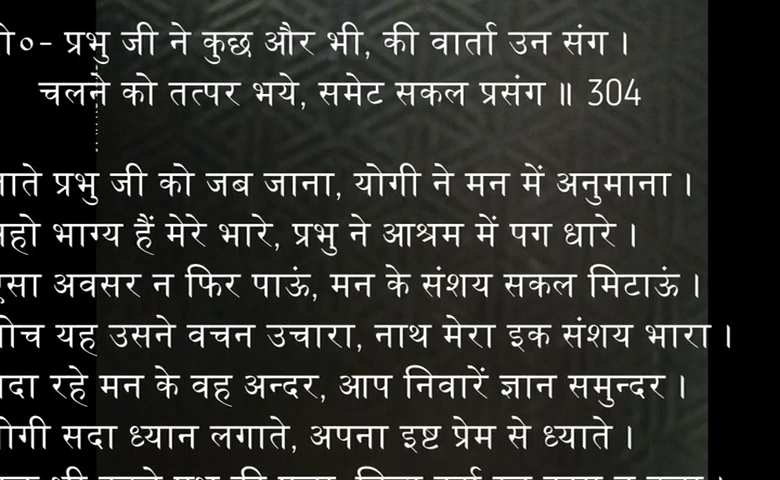 प्रभु जी ने कुछ और भी, की वार्ता उन संग ।
चलने को तत्पर भये, समेट सकल प्रसंग ॥ 304
प्रभु जी को जब जाना, योगी ने मन में अनुमाना ।
भाग्य हैं मेरे भारे, प्रभु ने आश्रम में पग धारे ।
अवसर न फिर पाऊं, मन के संशय सकल मिटाऊं ।
यह उसने वचन उचारा, नाथ मेरा इक संशय भारा ।
रहे मन के वह अन्दर, आप निवारें ज्ञान समुन्दर ।
सदा ध्यान लगाते, अपना इष्ट प्रेम से ध्याते ।